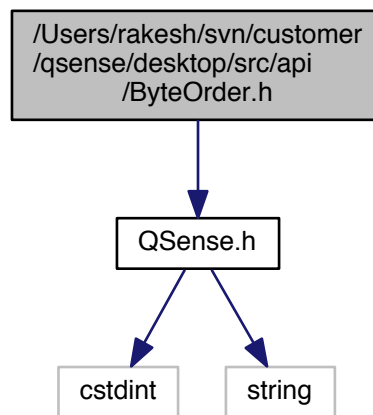 /Users/rakesh/svn/customer
/qsense/desktop/src/api
/ByteOrder.h
QSense.h
cstdint
string